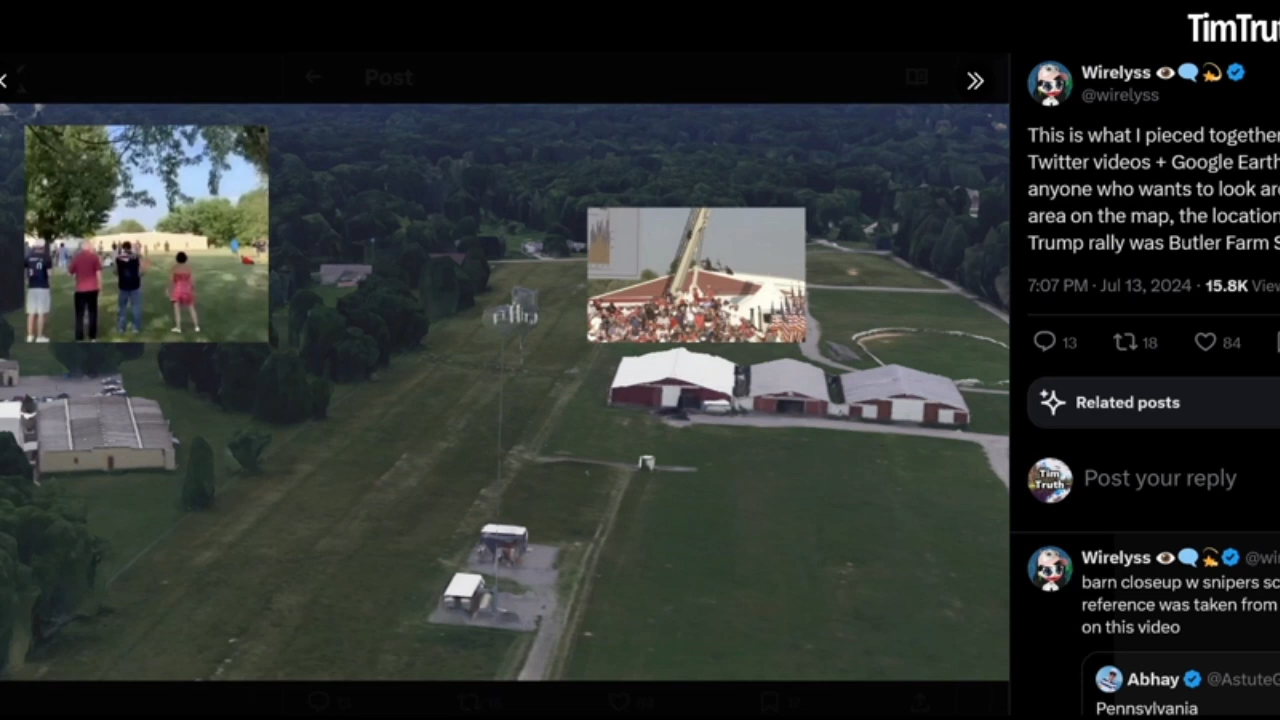 TimTru
Post
Wirelyss
@wirelyss
This is what I pieced together
Twitter videos + Google Earth
anyone who wants to look
area on the map, the location
Trump rally was Butler Farm S
7:07 PM · Jul 13, 2024 · 15.8K View
13 18 84
Related posts
Tim
Truth
Post your reply
Wirelyss
barn closeup w snipers sc
reference was taken from
on this video
Abhay @AstuteG
Pennsylvania